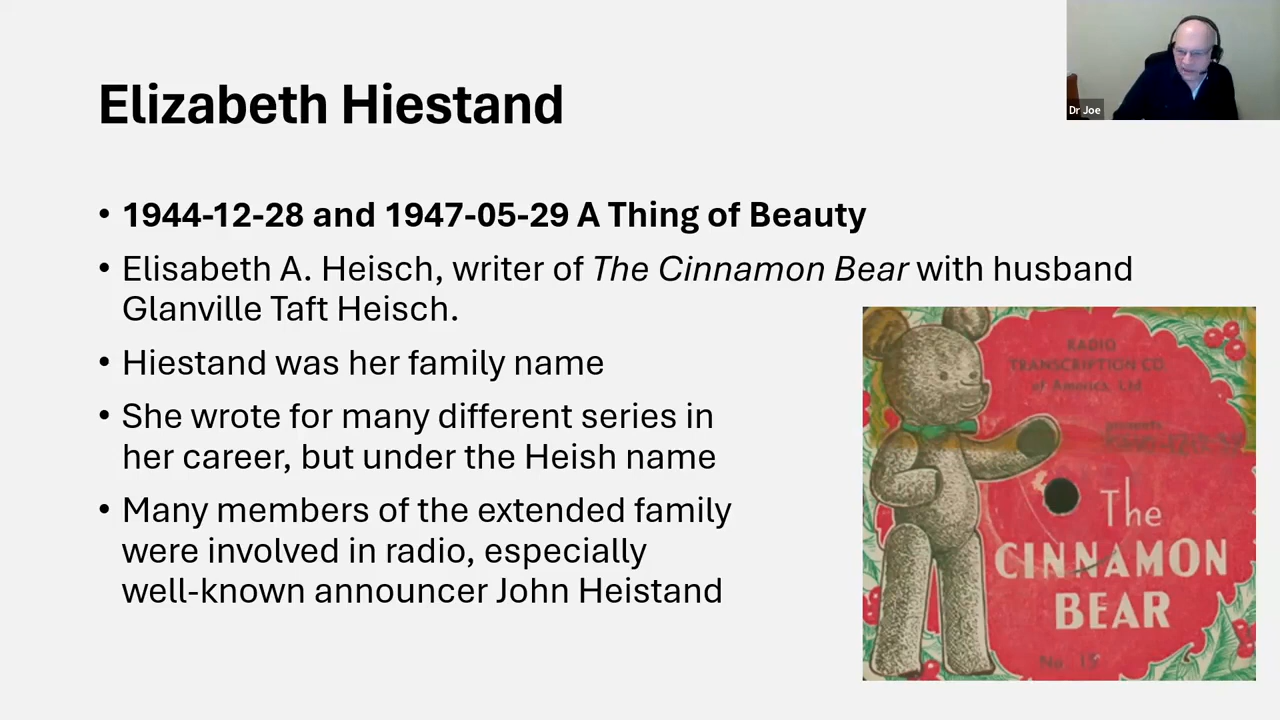 Elizabeth Hiestand
Dr Joe
• 1944-12-28 and 1947-05-29 A Thing of Beauty
• Elisabeth A. Heisch, writer of The Cinnamon Bear with husband
Glanville Taft Heisch.
• Hiestand was her family name
• She wrote for many different series in
her career, but under the Heish name
• Many members of the extended family
were involved in radio, especially
well-known announcer John Heistand
RADIO
TRANSCRIPTION CO.
of America, Ltd
presents
The
CINNAMON
BEAR
No. 15